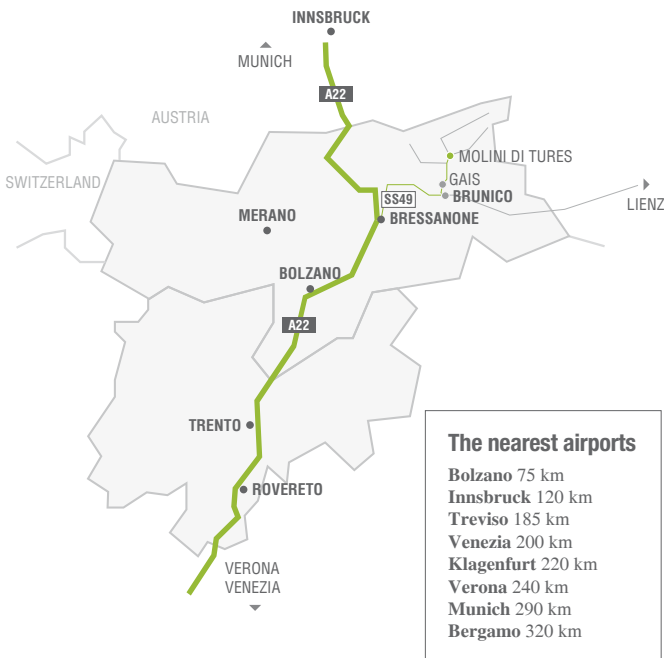 INNSBRUCK
MUNICH
A22
AUSTRIA
MOLINI DI TURES
SWITZERLAND
GAIS
SS49
BRUNICO
LIENZ
MERANO
BRESSANONE
BOLZANO
A22
TRENTO
ROVERETO
VERONA
VENEZIA
The nearest airports
Bolzano 75 km
Innsbruck 120 km
Treviso 185 km
Venezia 200 km
Klagenfurt 220 km
Verona 240 km
Munich 290 km
Bergamo 320 km